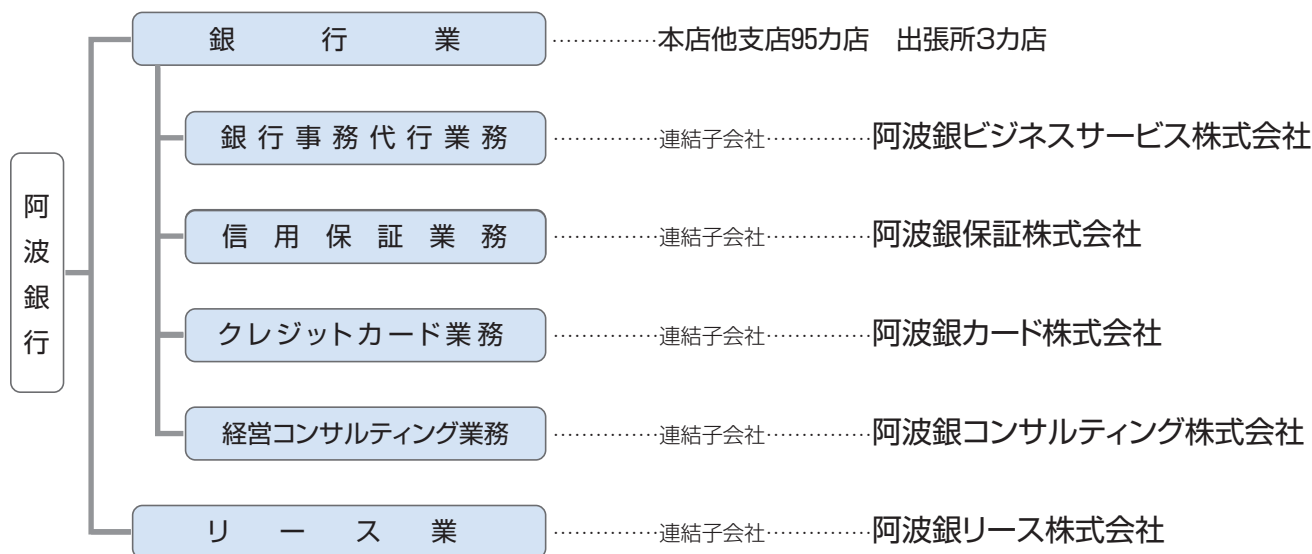 銀行業 ……………本店他支店95カ店 出張所3カ店
銀行事務代行業務 ……………連結子会社……………阿波銀ビジネスサービス株式会社
阿波銀行
信用保証業務 ……………連結子会社……………阿波銀保証株式会社
クレジットカード業務 ……………連結子会社……………阿波銀カード株式会社
経営コンサルティング業務 ……………連結子会社……………阿波銀コンサルティング株式会社
リース業 ……………連結子会社……………阿波銀リース株式会社